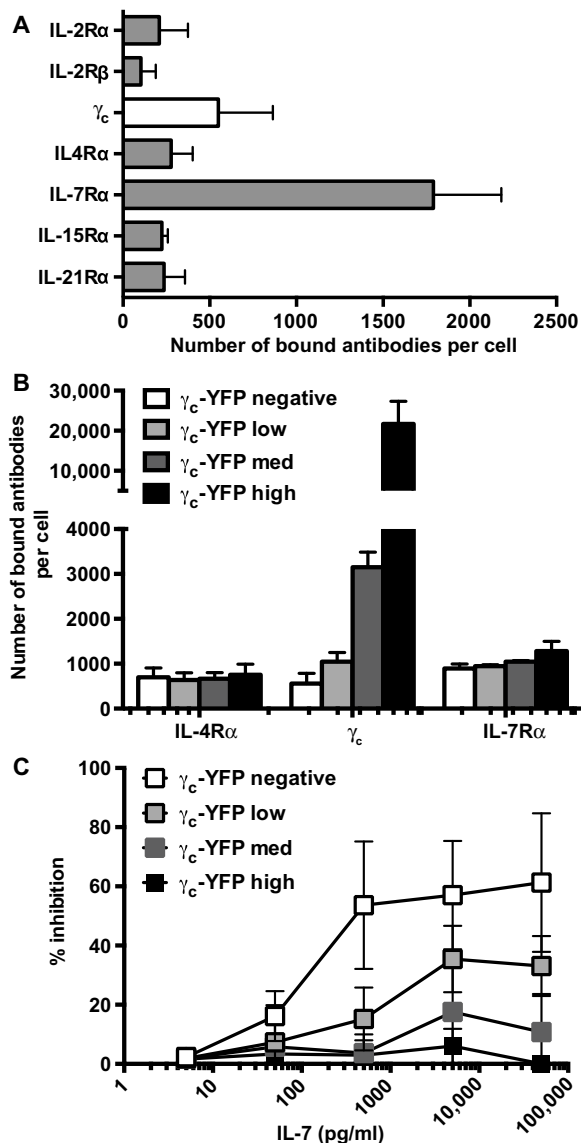 A
IL-2Rα
IL-2Rβ
γc
IL4Rα
IL-7Rα
IL-15Rα
IL-21Rα
0 500 1000 1500 2000 2500
Number of bound antibodies per cell
B
γc-YFP negative
γc-YFP low
γc-YFP med
γc-YFP high
30,000
20,000
10,000
4000
3000
2000
1000
0
Number of bound antibodies
per cell
IL-4Rα γc IL-7Rα
C
γc-YFP negative
γc-YFP low
γc-YFP med
γc-YFP high
100
80
60
40
20
0
% inhibition
1 10 100 1000 10,000 100,000
IL-7 (pg/ml)